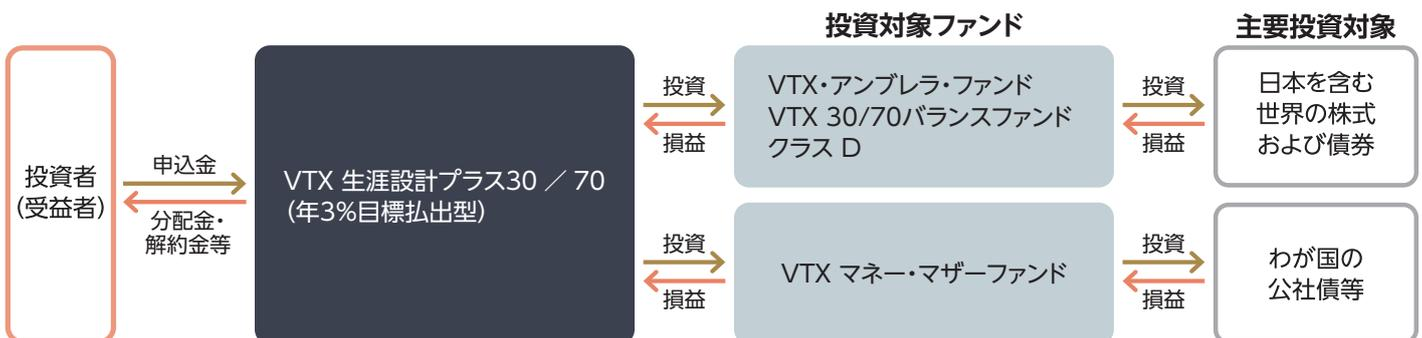 投資対象ファンド
主要投資対象
投資者
(受益者)
申込金
分配金・
解約金等
VTX 生涯設計プラス30 ／ 70
(年3%目標払出型)
投資
損益
VTX・アンブレラ・ファンド
VTX 30/70バランスファンド
クラス D
投資
損益
日本を含む
世界の株式
および債券
投資
損益
VTX マネー・マザーファンド
投資
損益
わが国の
公社債等